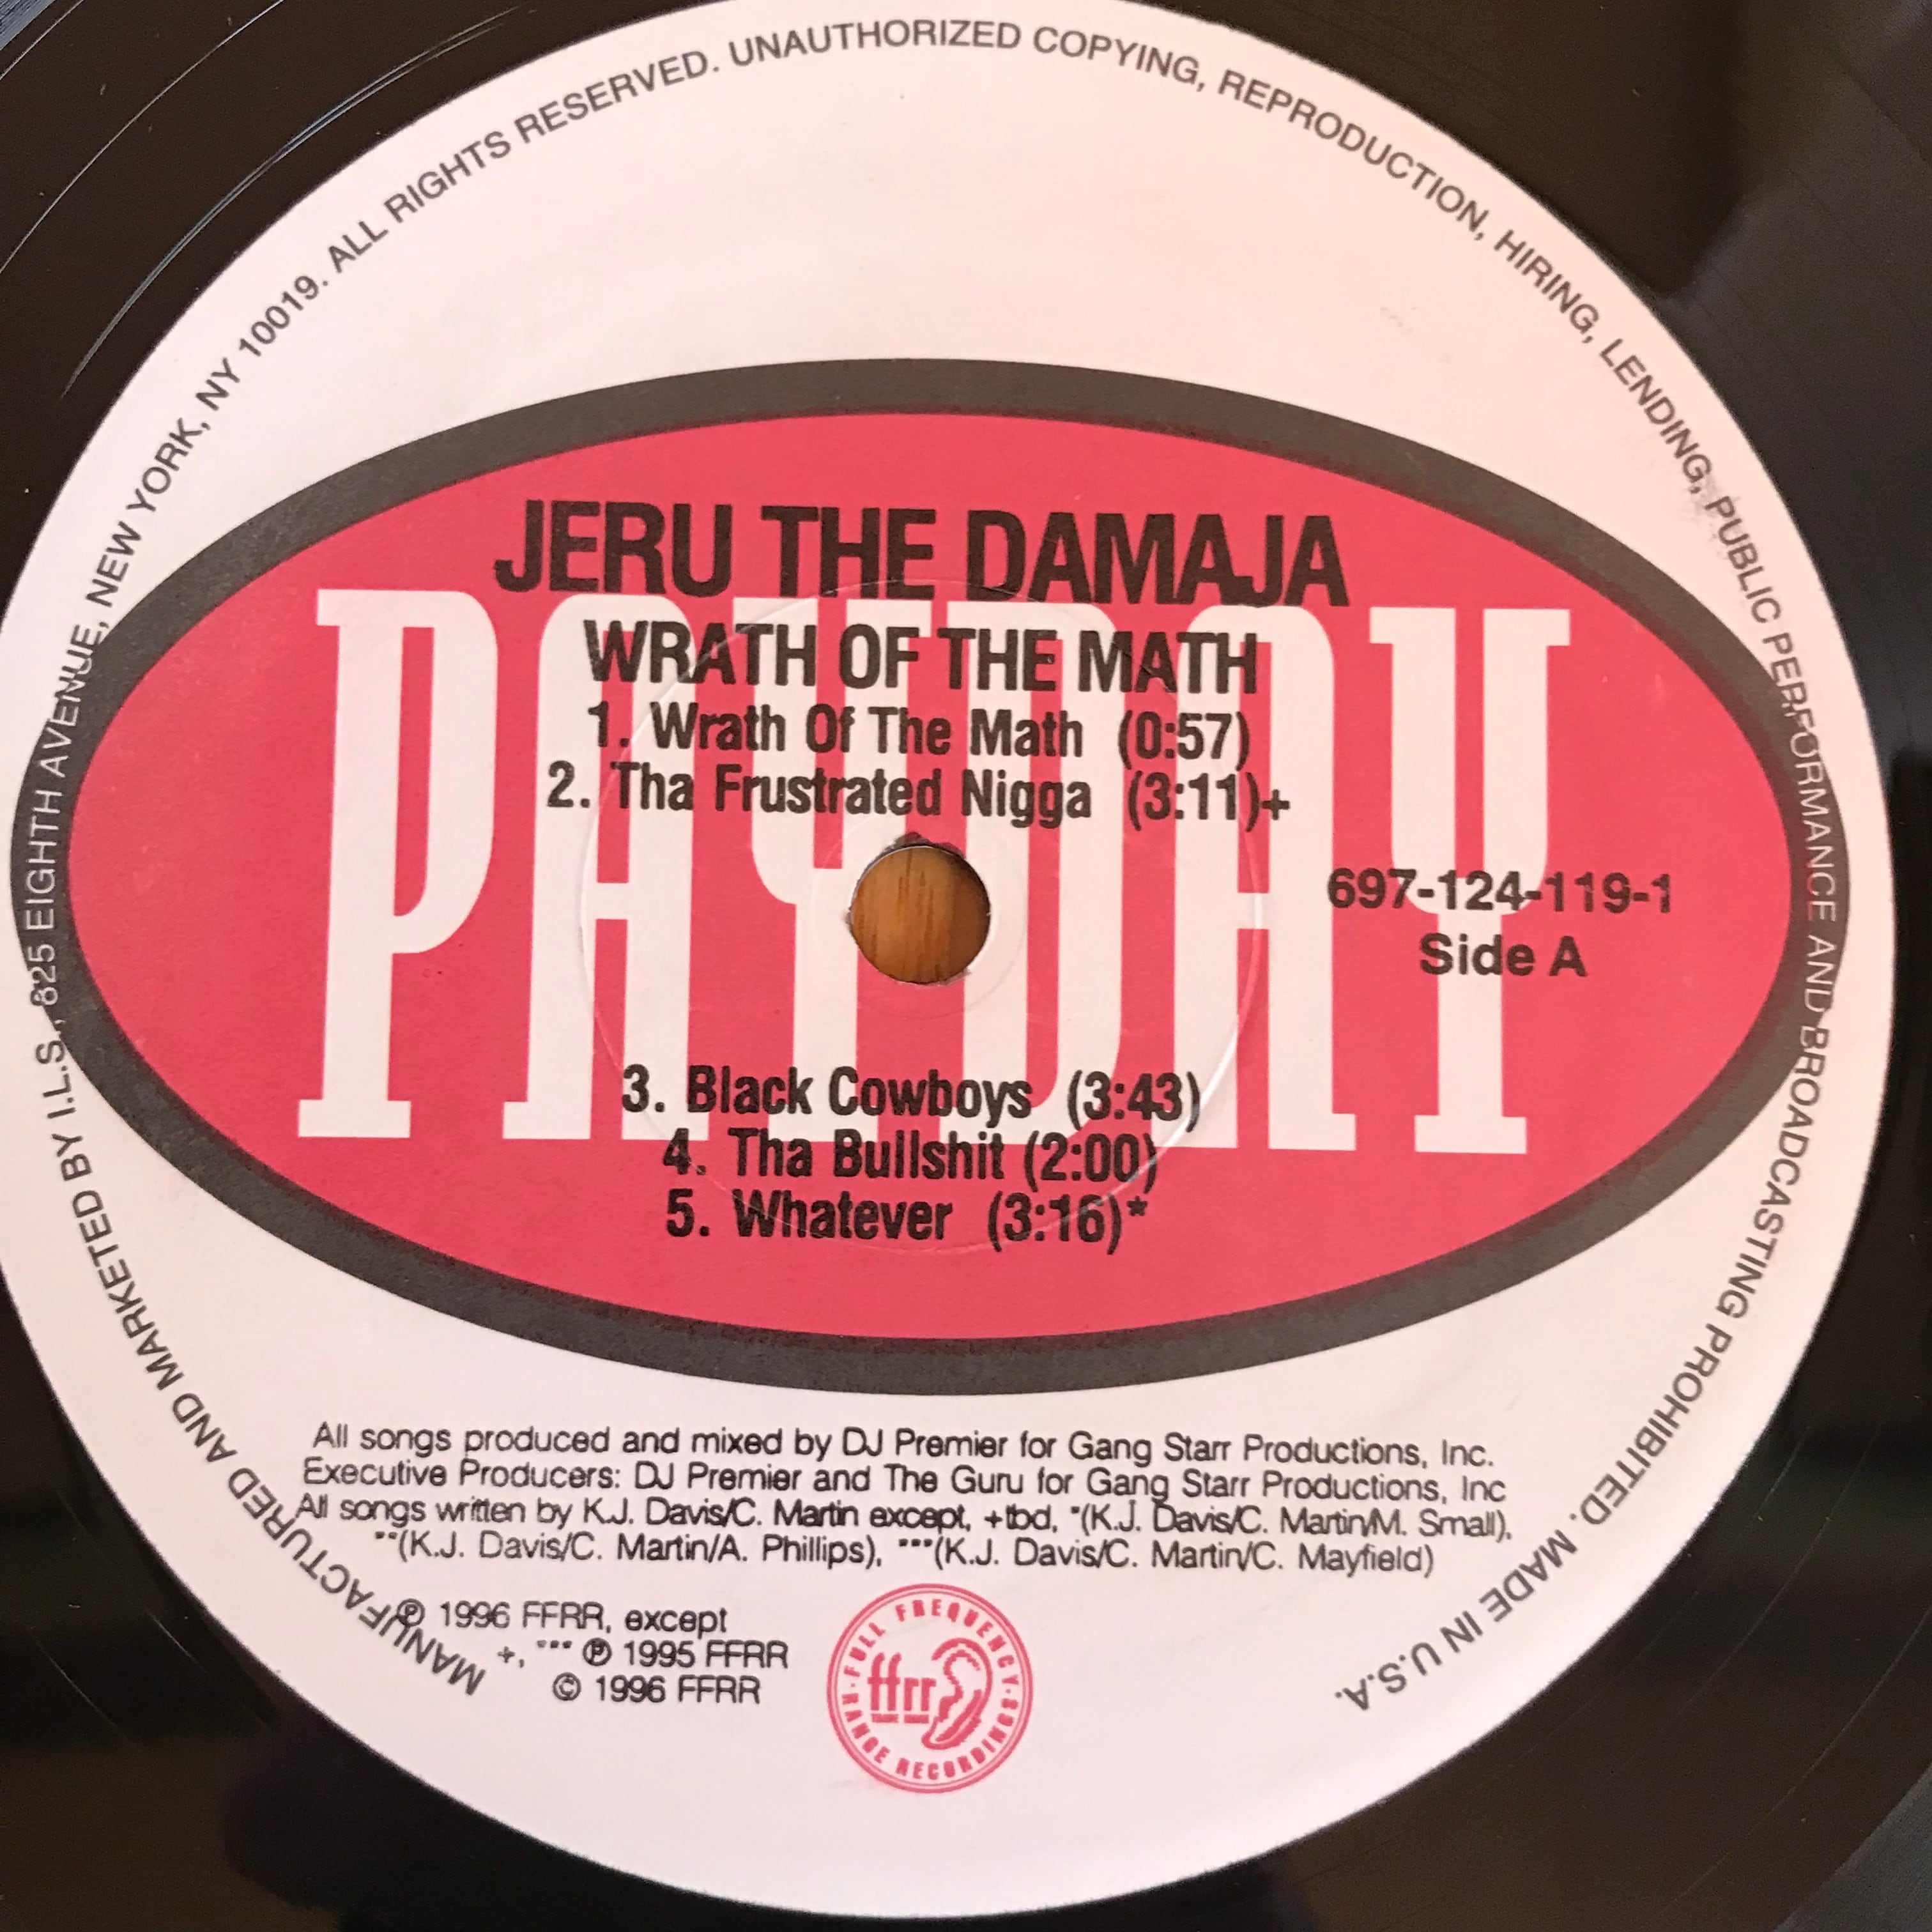 MANUFACTURED AND MARKETED BY I.L.S., 825 EIGHTH AVENUE, NEW YORK, NY 10019. ALL RIGHTS RESERVED. UNAUTHORIZED COPYING, REPRODUCTION, HIRING, LENDING, PUBLIC PERFORMANCE AND BROADCASTING PROHIBITED. MADE IN U.S.A.
JERU THE DAMAJA
PAYDAY
WRATH OF THE MATH
1. Wrath Of The Math (0:57)
2. Tha Frustrated Nigga (3:11)+
697-124-119-1
Side A
3. Black Cowboys (3:43)
4. Tha Bullshit (2:00)
5. Whatever (3:16)*
All songs produced and mixed by DJ Premier for Gang Starr Productions, Inc.
Executive Producers: DJ Premier and The Guru for Gang Starr Productions, Inc
All songs written by K.J. Davis/C. Martin except, +tbd, *(K.J. Davis/C. Martin/M. Small),
**(K.J. Davis/C. Martin/A. Phillips), ***(K.J. Davis/C. Martin/C. Mayfield)
℗ 1996 FFRR, except
+, *** ℗ 1995 FFRR
© 1996 FFRR
FULL FREQUENCY
ffrr
RANGE RECORDINGS